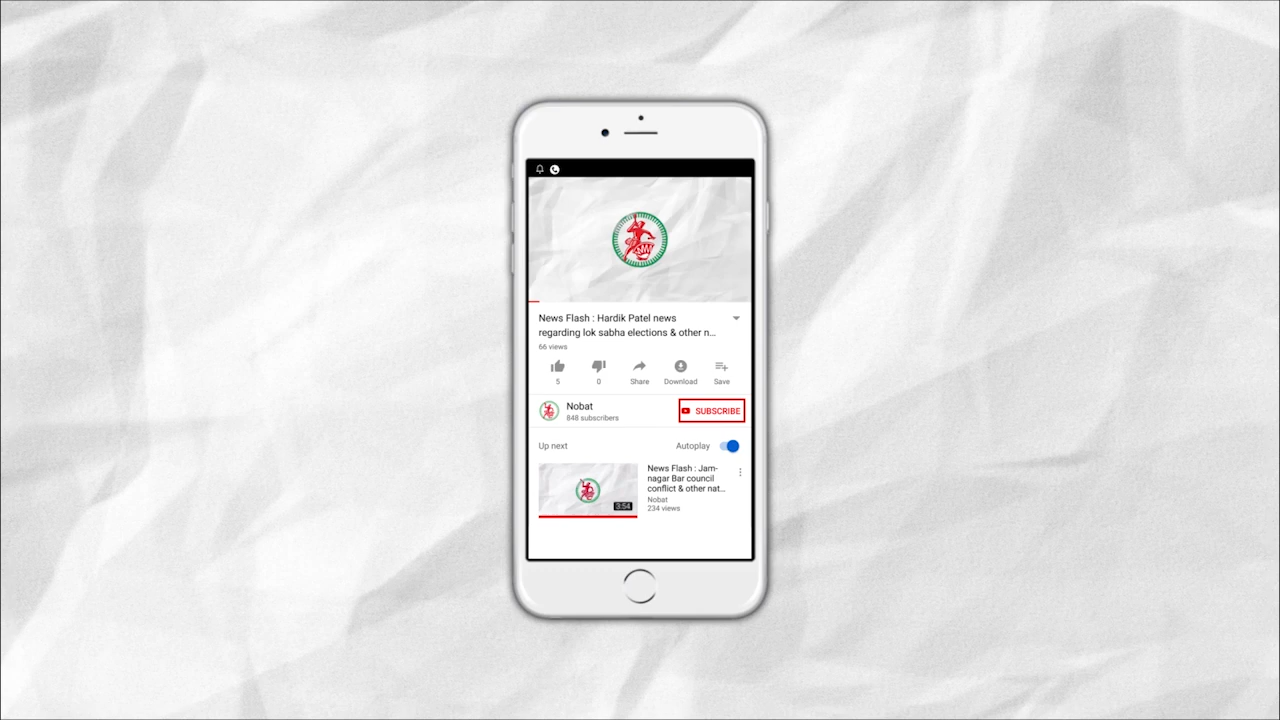 News Flash : Hardik Patel news
regarding lok sabha elections & other n...
66 views
5
0
Share
Download
Save
Nobat
848 subscribers
SUBSCRIBE
Up next
Autoplay
3:54
News Flash : Jam-
nagar Bar council
conflict & other nat...
Nobat
234 views